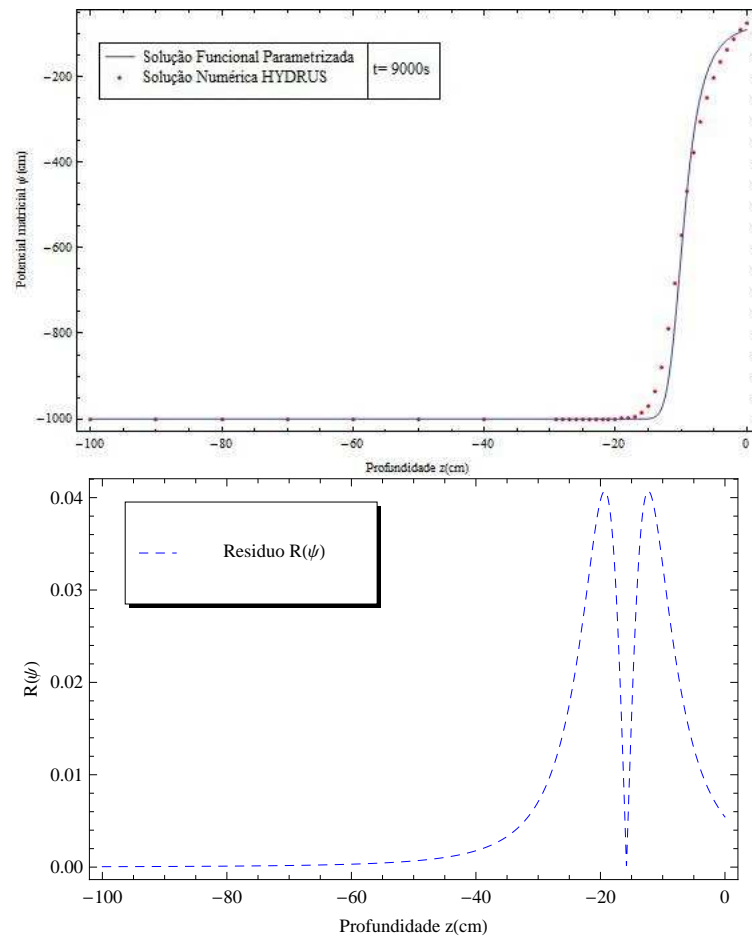 Solução Funcional Parametrizada
Solução Numérica HYDRUS
t= 9000s
Potencial matricial ψ (cm)
−200
−400
−600
−800
−1000
−100
−80
−60
−40
−20
0
Profundidade z(cm)
Residuo R(ψ)
R(ψ)
0.04
0.03
0.02
0.01
0.00
−100
−80
−60
−40
−20
0
Profundidade z(cm)